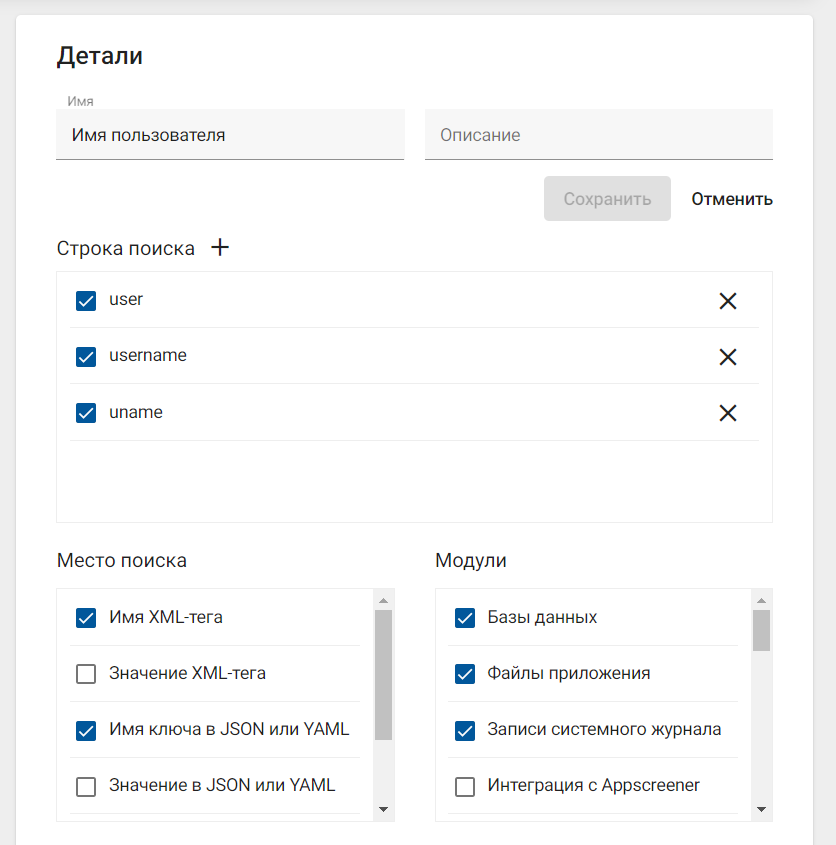 Детали
Имя
Имя пользователя
Описание
Сохранить Отменить
Строка поиска +
user
username
uname
Место поиска
Имя XML-тега
Значение XML-тега
Имя ключа в JSON или YAML
Значение в JSON или YAML
Модули
Базы данных
Файлы приложения
Записи системного журнала
Интеграция с Appscreener